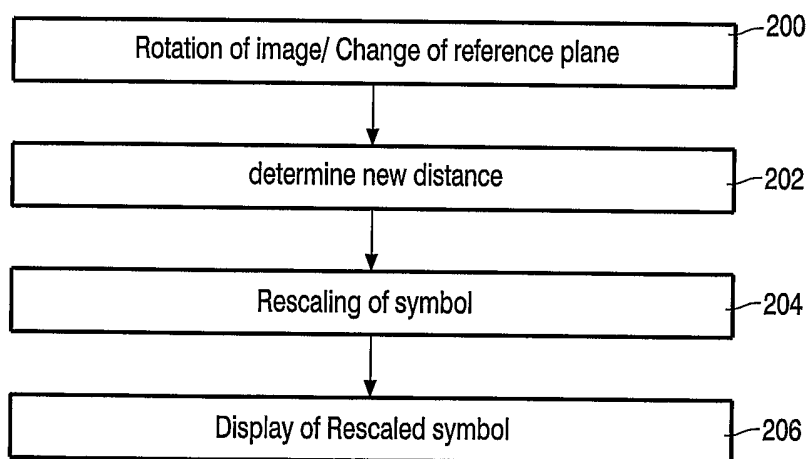 Rotation of image/ Change of reference plane
200
determine new distance
202
Rescaling of symbol
204
Display of Rescaled symbol
206